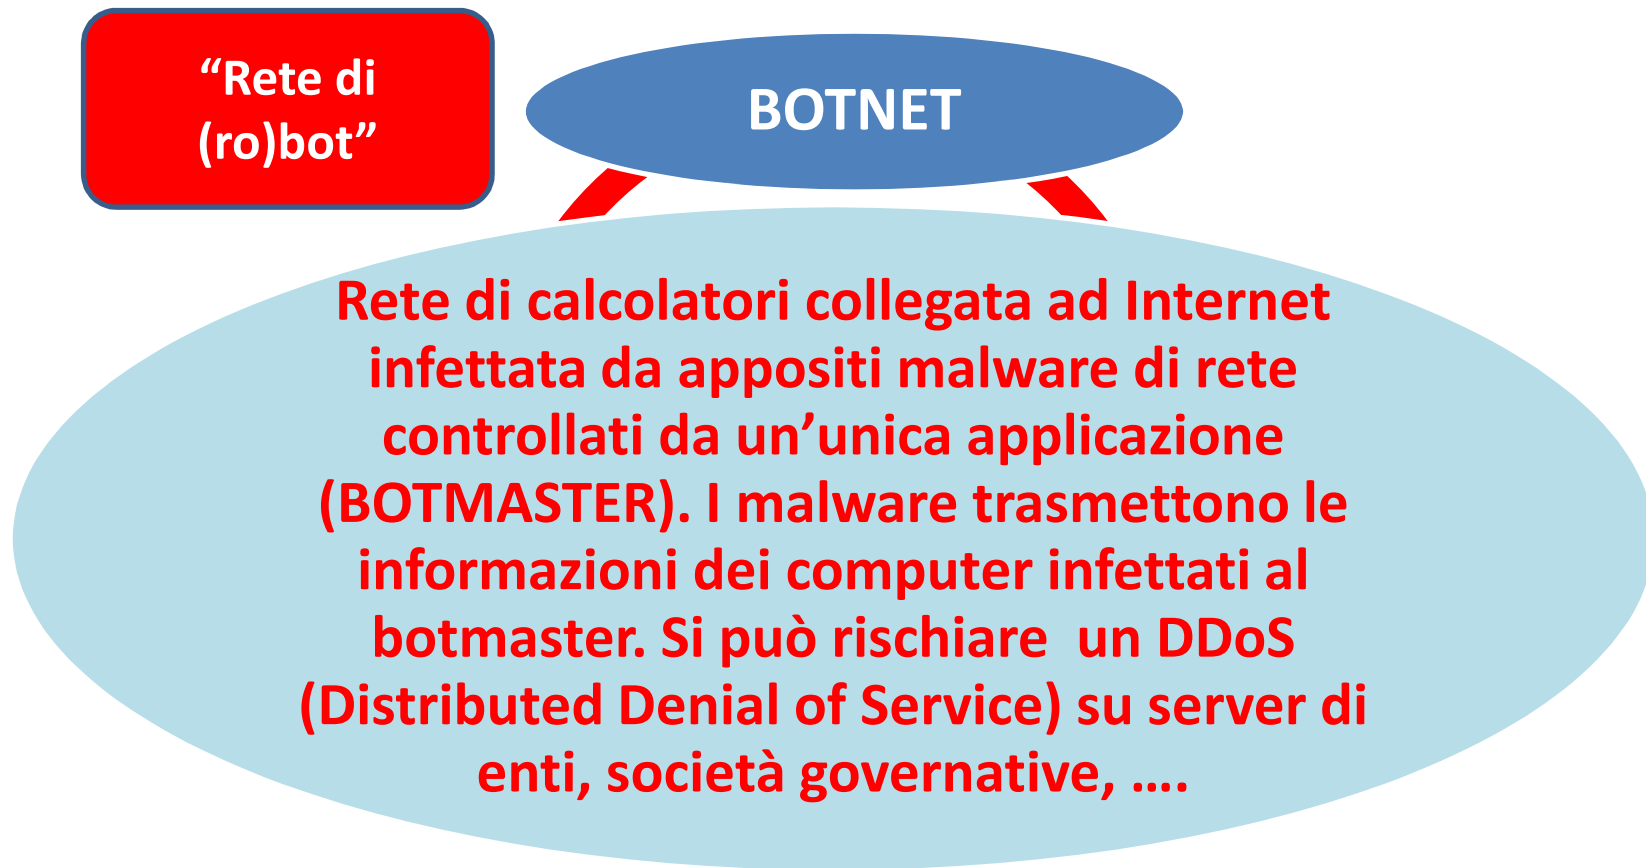 “Rete di
(ro)bot”
BOTNET
Rete di calcolatori collegata ad Internet
infettata da appositi malware di rete
controllati da un’unica applicazione
(BOTMASTER). I malware trasmettono le
informazioni dei computer infettati al
botmaster. Si può rischiare  un DDoS
(Distributed Denial of Service) su server di
enti, società governative, ….